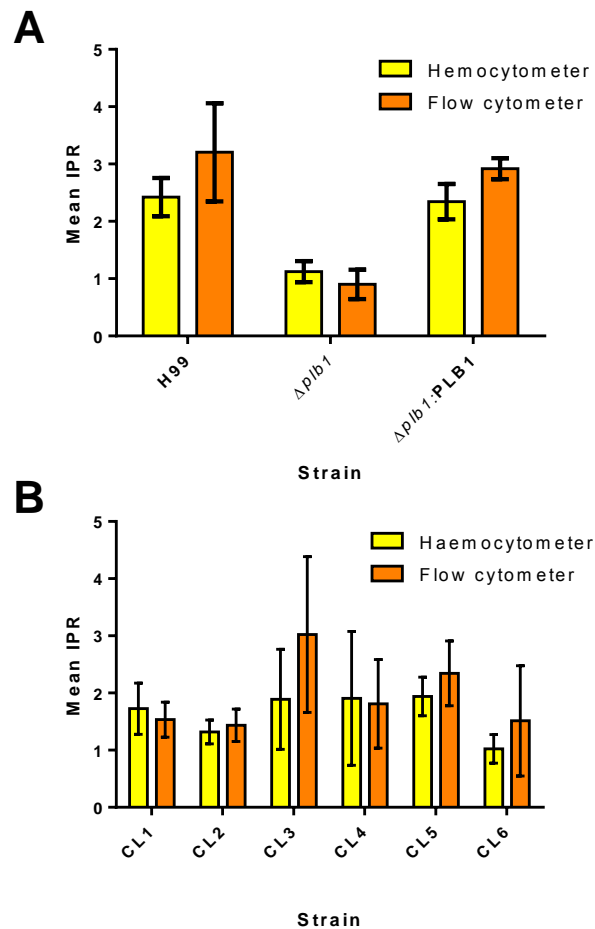 A
Mean IPR
5
4
3
2
1
0
Hemocytometer
Flow cytometer
H99
Δplb1
Δplb1:PLB1
Strain
B
Mean IPR
5
4
3
2
1
0
Haemocytometer
Flow cytometer
CL1
CL2
CL3
CL4
CL5
CL6
Strain